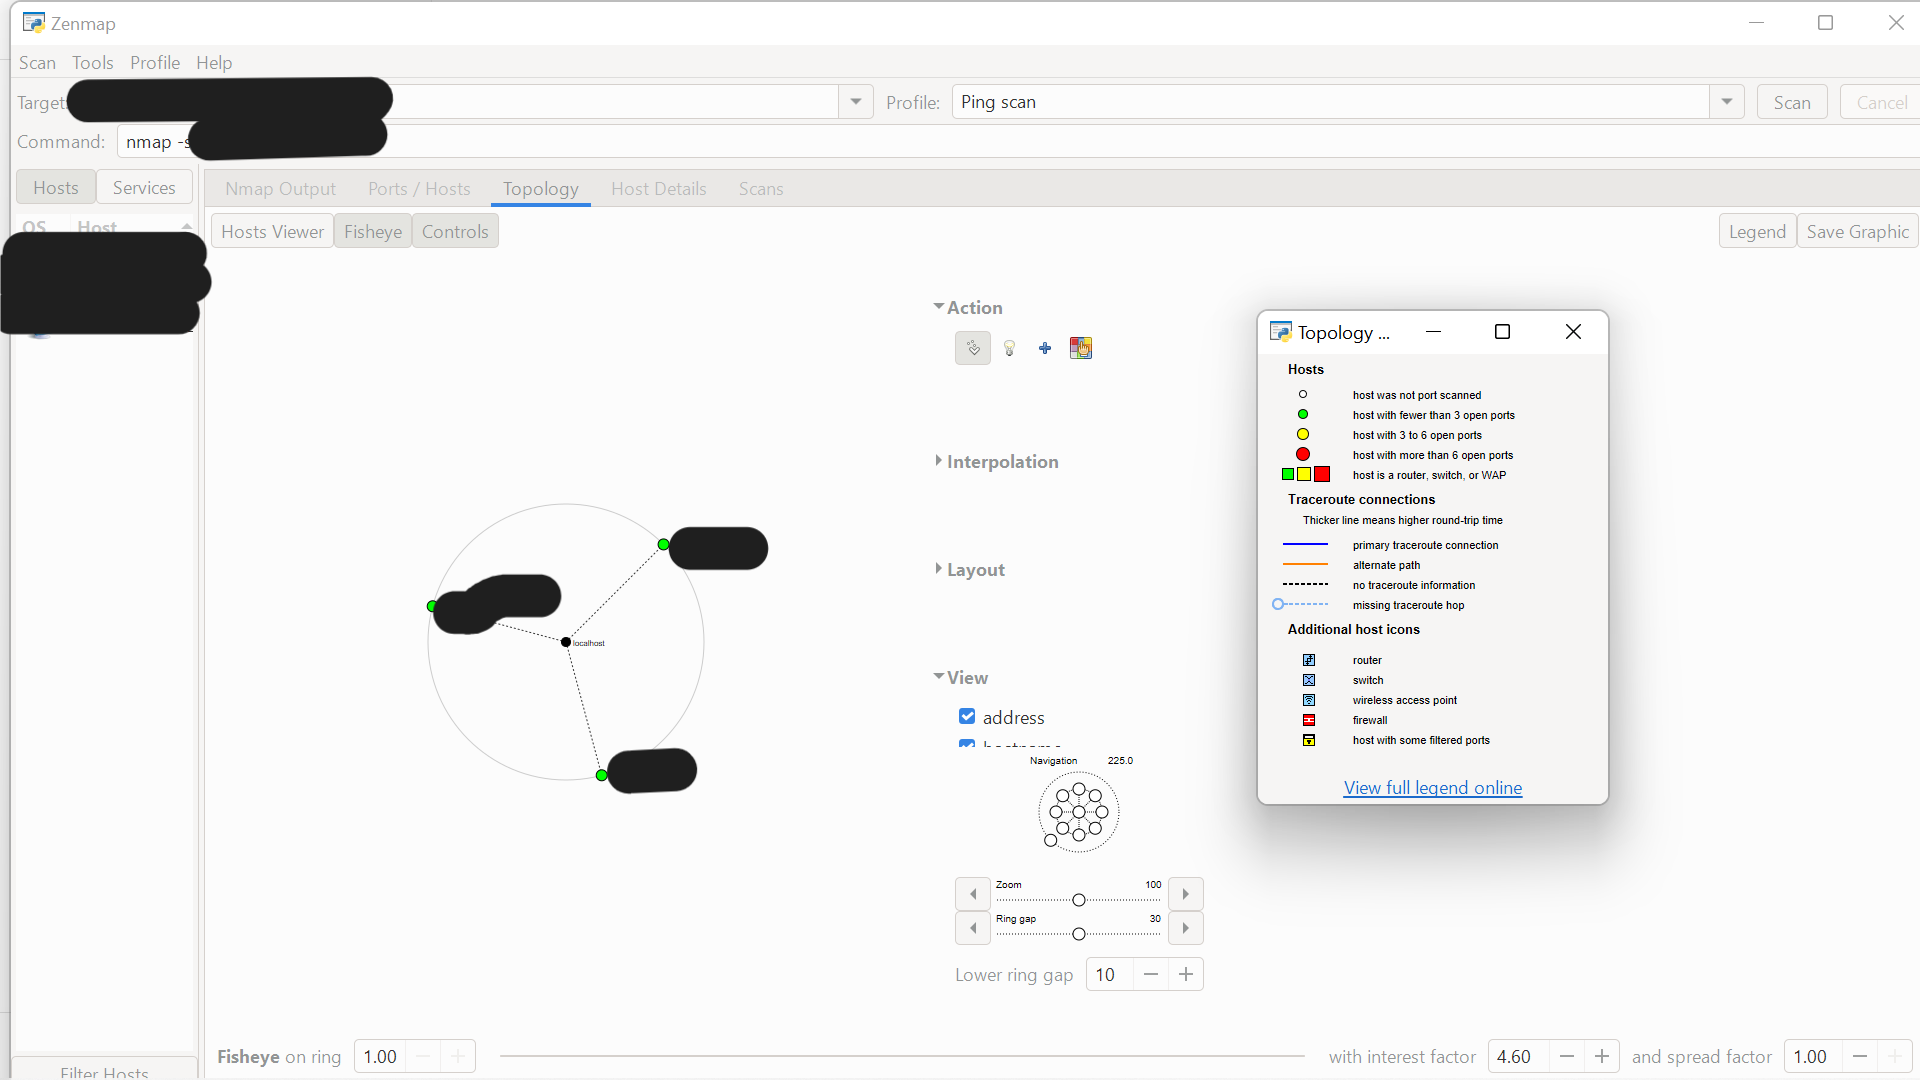 Zenmap
Scan Tools Profile Help
Target: Profile: Ping scan Scan Cancel
Command: nmap -s
Hosts Services Nmap Output Ports / Hosts Topology Host Details Scans
OS Host
Hosts Viewer Fisheye Controls Legend Save Graphic
Action
Interpolation
Layout
View
address
hostname
Navigation 225.0
Zoom 100
Ring gap 30
Lower ring gap 10
localhost
Topology ...
Hosts
host was not port scanned
host with fewer than 3 open ports
host with 3 to 6 open ports
host with more than 6 open ports
host is a router, switch, or WAP
Traceroute connections
Thicker line means higher round-trip time
primary traceroute connection
alternate path
no traceroute information
missing traceroute hop
Additional host icons
router
switch
wireless access point
firewall
host with some filtered ports
View full legend online
Filter Hosts
Fisheye on ring 1.00 with interest factor 4.60 and spread factor 1.00